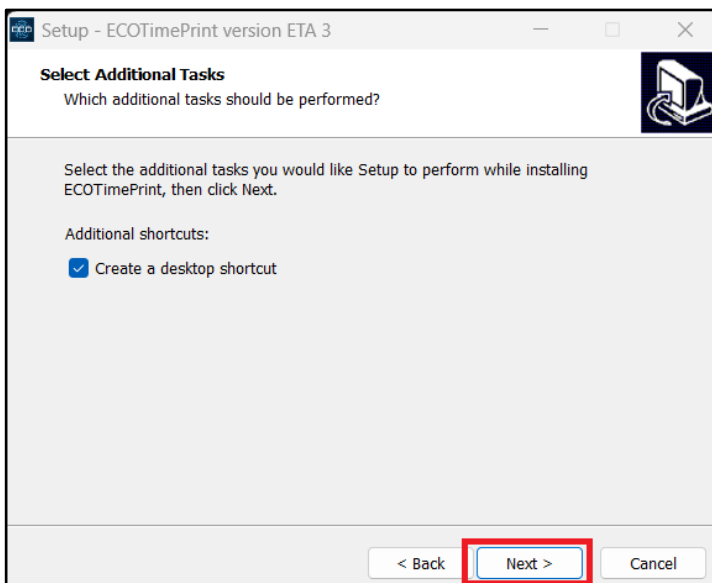 Setup - ECOTimePrint version ETA 3
Select Additional Tasks
Which additional tasks should be performed?
Select the additional tasks you would like Setup to perform while installing
ECOTimePrint, then click Next.
Additional shortcuts:
Create a desktop shortcut
< Back
Next >
Cancel